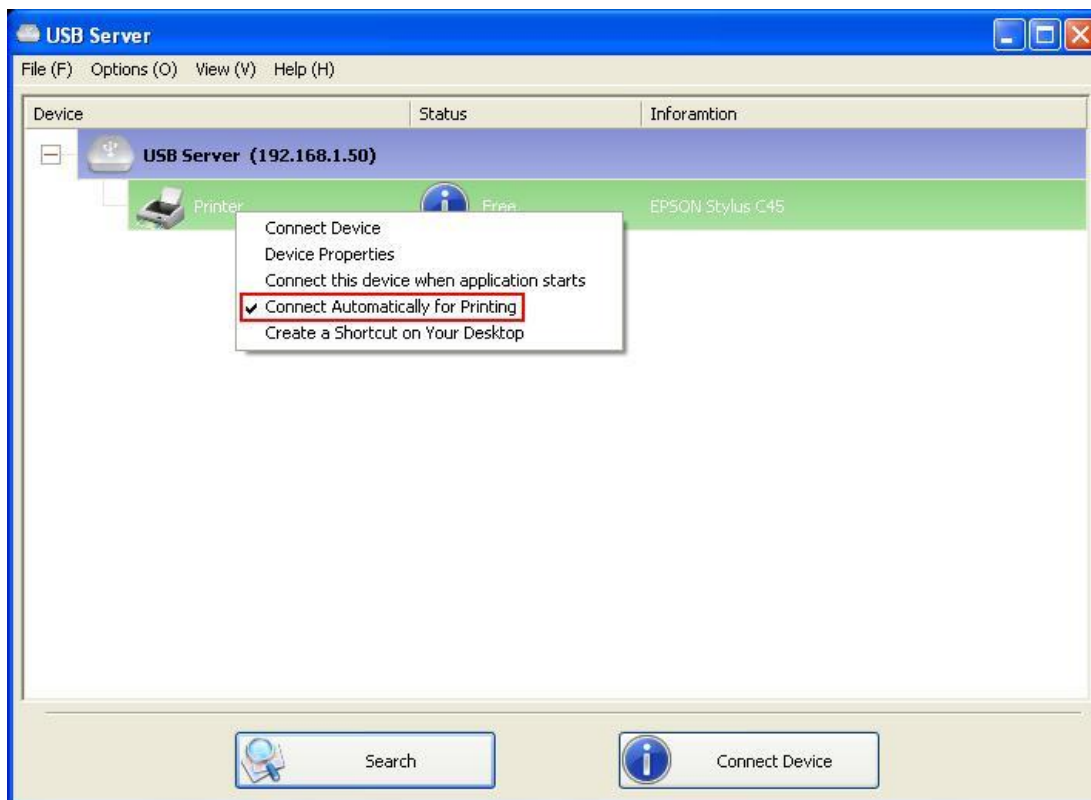 USB Server
File (F) Options (O) View (V) Help (H)
Device Status Inforamtion
USB Server (192.168.1.50)
Printer Free EPSON Stylus C45
Connect Device
Device Properties
Connect this device when application starts
Connect Automatically for Printing
Create a Shortcut on Your Desktop
Search Connect Device